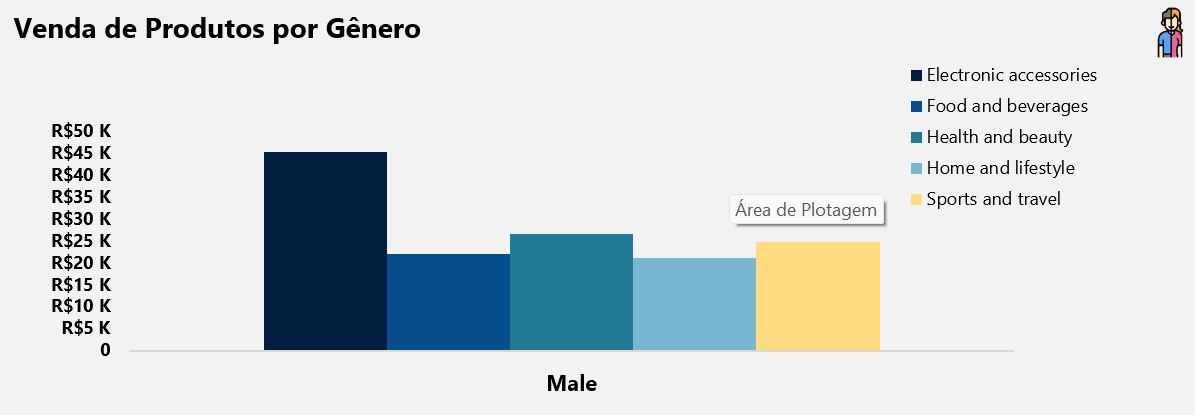 Venda de Produtos por Gênero
Electronic accessories
Food and beverages
Health and beauty
Home and lifestyle
Sports and travel
R$50 K
R$45 K
R$40 K
R$35 K
R$30 K
R$25 K
R$20 K
R$15 K
R$10 K
R$5 K
0
Área de Plotagem
Male